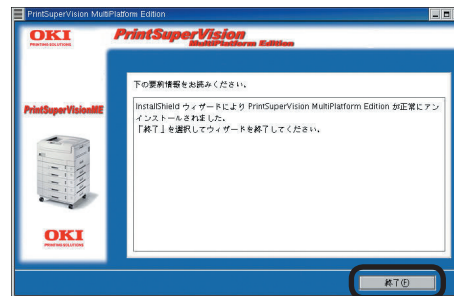 PrintSuperVision MultiPlatform Edition
OKI
PRINTING SOLUTIONS
PrintSuperVision
MultiPlatform Edition
下の要約情報をお読みください。
PrintSuperVisionME
InstallShield ウィザードにより PrintSuperVision MultiPlatform Edition が正常にアン
インストールされました。
「終了」を選択してウィザードを終了してください。
OKI
PRINTING SOLUTIONS
終了(F)